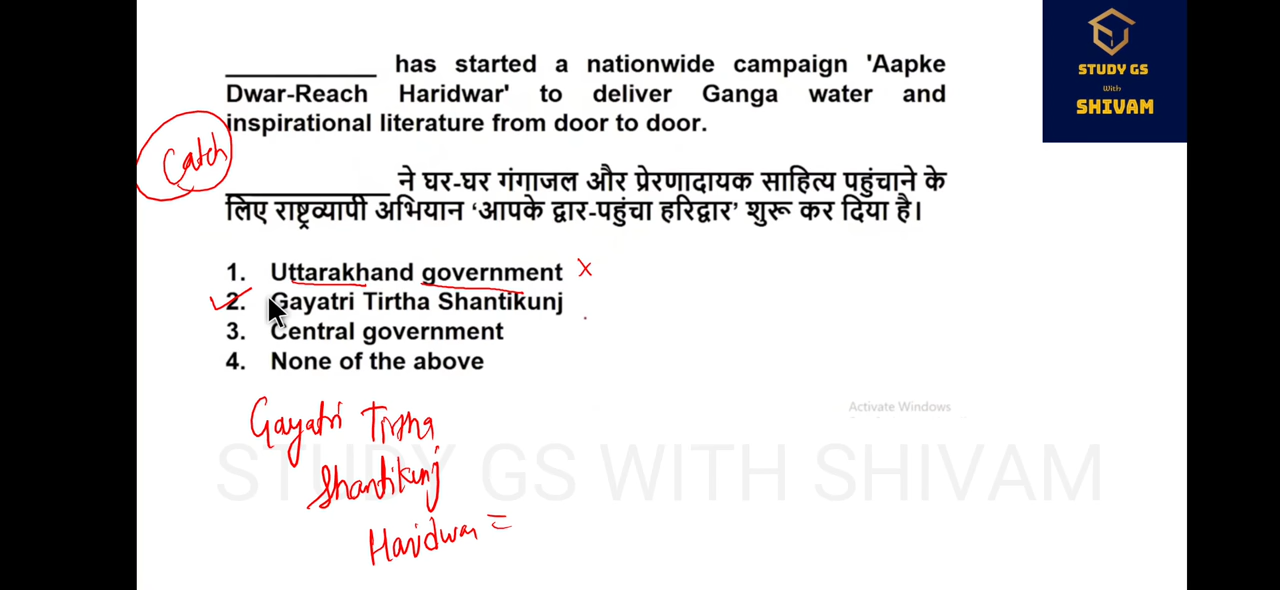 STUDY GS
With
SHIVAM
____________ has started a nationwide campaign 'Aapke
Dwar-Reach Haridwar' to deliver Ganga water and
inspirational literature from door to door.
Catch
____________ ने घर-घर गंगाजल और प्रेरणादायक साहित्य पहुंचाने के
लिए राष्ट्रव्यापी अभियान ‘आपके द्वार-पहुंचा हरिद्वार’ शुरू कर दिया है।
1. Uttarakhand government x
2. Gayatri Tirtha Shantikunj
3. Central government
4. None of the above
Gayatri Tirtha
Shantikunj
Haridwar =
Activate Windows
STUDY GS WITH SHIVAM